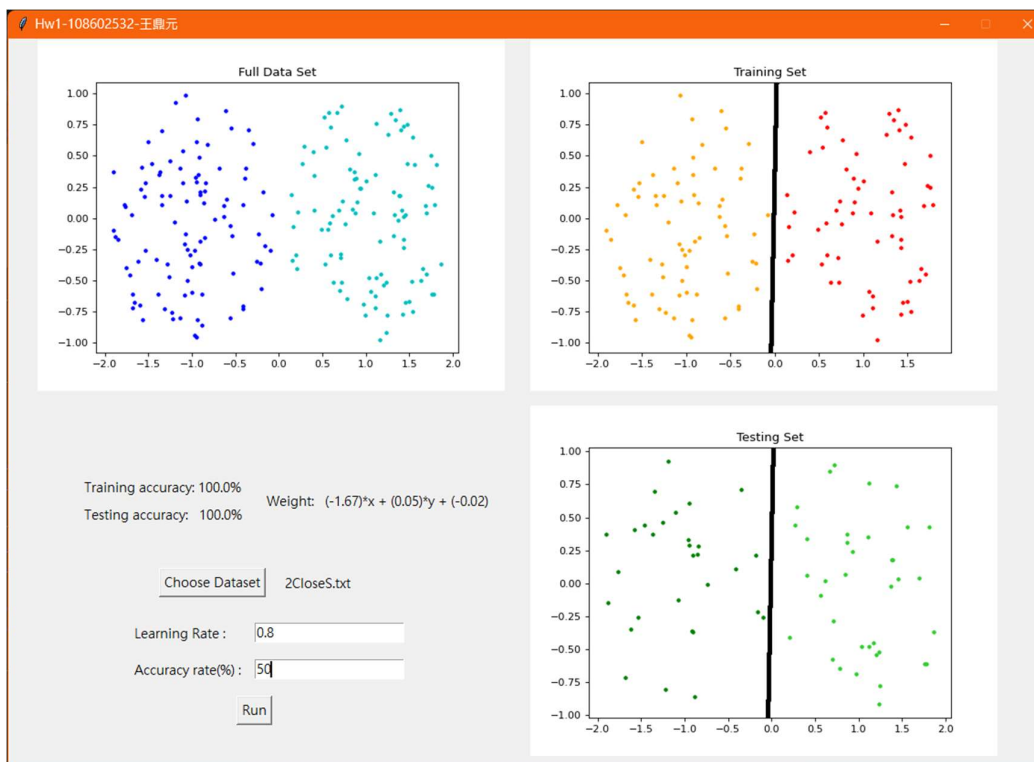 Hw1-108602532-王鼎元
Full Data Set
1.00
0.75
0.50
0.25
0.00
−0.25
−0.50
−0.75
−1.00
−2.0 −1.5 −1.0 −0.5 0.0 0.5 1.0 1.5 2.0
Training Set
1.00
0.75
0.50
0.25
0.00
−0.25
−0.50
−0.75
−1.00
−2.0 −1.5 −1.0 −0.5 0.0 0.5 1.0 1.5
Training accuracy: 100.0%
Testing accuracy: 100.0%
Weight: (-1.67)*x + (0.05)*y + (-0.02)
Choose Dataset 2CloseS.txt
Learning Rate : 0.8
Accuracy rate(%) : 50
Run
Testing Set
1.00
0.75
0.50
0.25
0.00
−0.25
−0.50
−0.75
−1.00
−2.0 −1.5 −1.0 −0.5 0.0 0.5 1.0 1.5 2.0